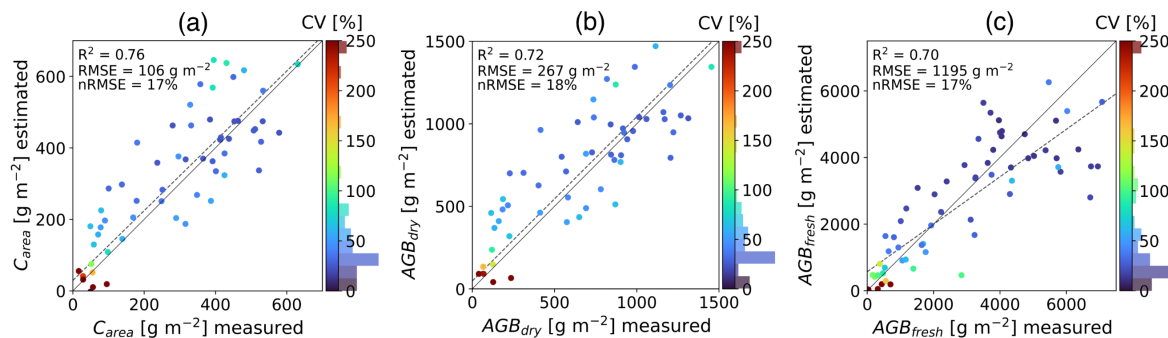 (a)
CV [%]
R² = 0.76
RMSE = 106 g m⁻²
nRMSE = 17%
C_area [g m⁻²] estimated
600
400
200
0
0 200 400 600
C_area [g m⁻²] measured
250
200
150
100
50
0
(b)
CV [%]
R² = 0.72
RMSE = 267 g m⁻²
nRMSE = 18%
AGB_dry [g m⁻²] estimated
1500
1000
500
0
0 500 1000 1500
AGB_dry [g m⁻²] measured
250
200
150
100
50
0
(c)
CV [%]
R² = 0.70
RMSE = 1195 g m⁻²
nRMSE = 17%
AGB_fresh [g m⁻²] estimated
6000
4000
2000
0
0 2000 4000 6000
AGB_fresh [g m⁻²] measured
250
200
150
100
50
0